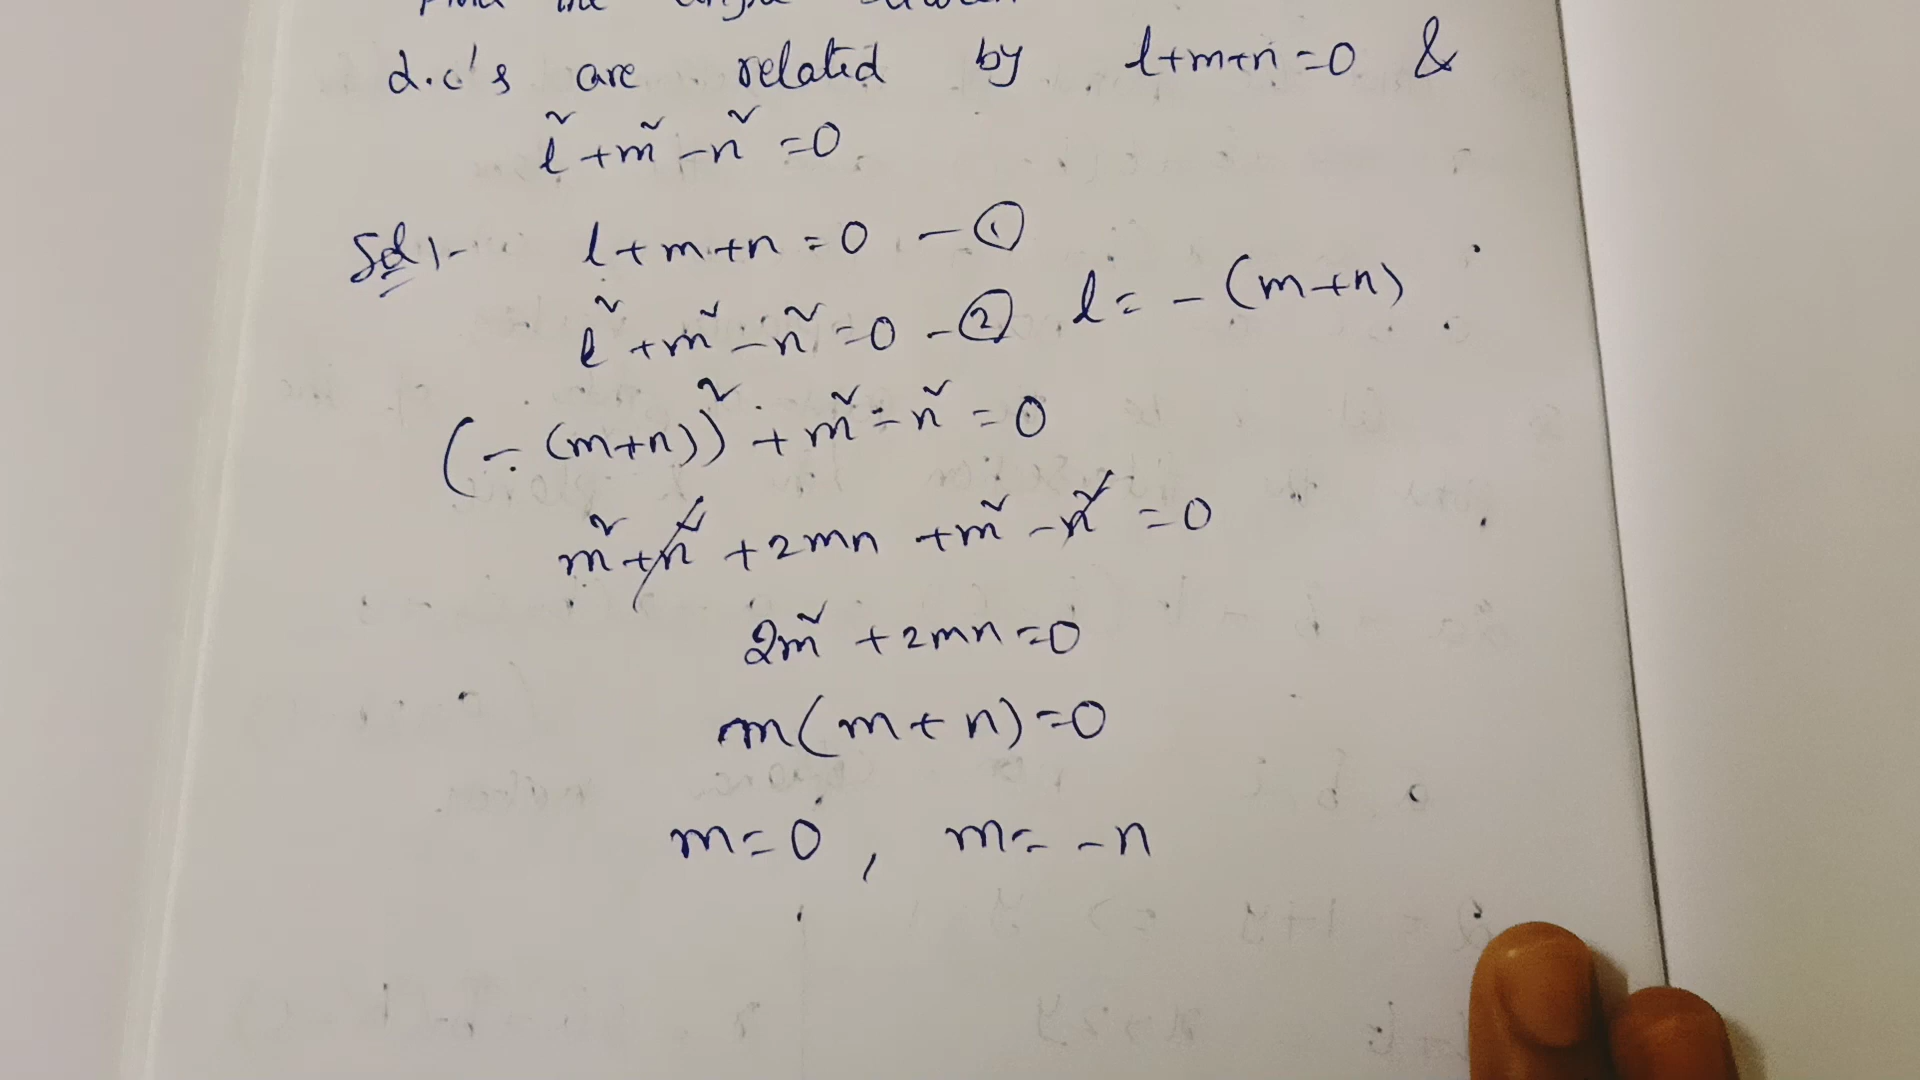 d.c's are related by l+m+n=0 &
l²+m²-n²=0
Sol:- l+m+n=0 -①
l²+m²-n²=0 -② l= -(m+n)
(-(m+n))²+m²-n²=0
m²+n²+2mn+m²-n²=0
2m²+2mn=0
m(m+n)=0
m=0, m=-n